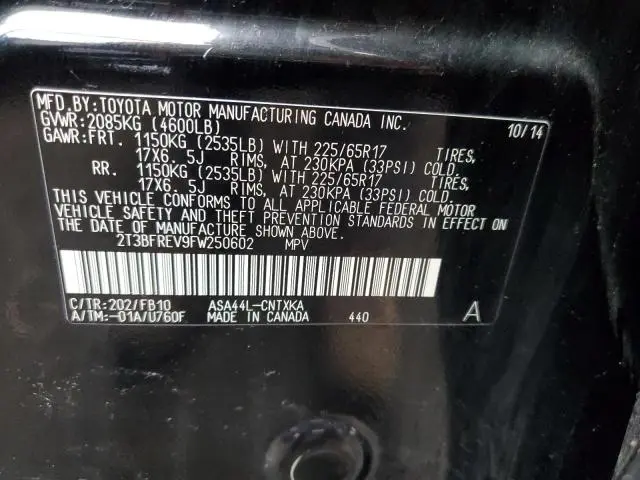 MFD.BY:TOYOTA MOTOR MANUFACTURING CANADA INC.
GVWR:2085KG (4600LB) 10/14
GAWR:FRT. 1150KG (2535LB) WITH 225/65R17 TIRES,
17X6. 5J RIMS, AT 230KPA (33PSI) COLD.
RR. 1150KG (2535LB) WITH 225/65R17 TIRES,
17X6. 5J RIMS, AT 230KPA (33PSI) COLD.
THIS VEHICLE CONFORMS TO ALL APPLICABLE FEDERAL MOTOR
VEHICLE SAFETY AND THEFT PREVENTION STANDARDS IN EFFECT ON
THE DATE OF MANUFACTURE SHOWN ABOVE.
2T3BFREV9FW250602 MPV
C/TR:202/FB10 ASA44L-CNTXKA
A/TM:-01A/U760F MADE IN CANADA 440 A